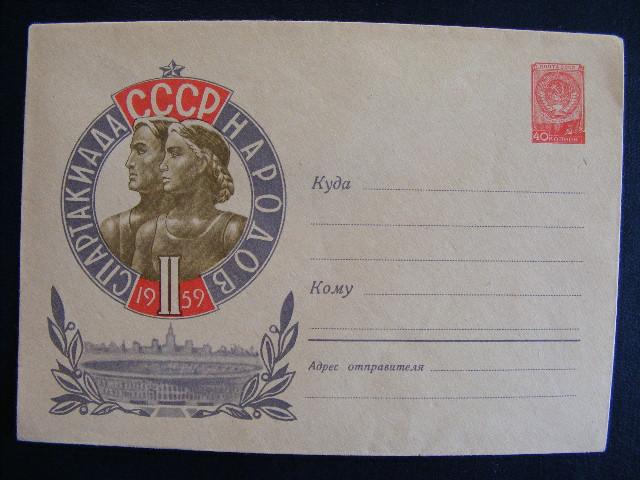 СССР
СПАРТАКИАДА НАРОДОВ
II
1959
ПОЧТА СССР
40 КОПЕЕК
Куда
Кому
Адрес отправителя